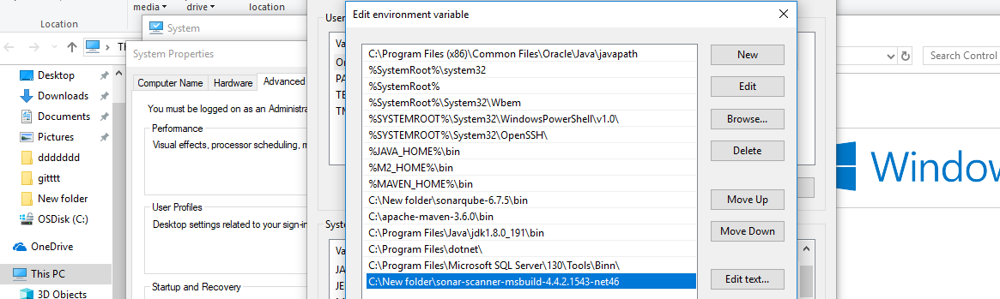 media
drive
location
Location
Th
Desktop
Downloads
Documents
Pictures
ddddddd
gitttt
New folder
OSDisk (C:)
OneDrive
This PC
3D Objects
System
System Properties
Computer Name
Hardware
Advanced
You must be logged on as an Administra
Performance
Visual effects, processor scheduling, m
User Profiles
Desktop settings related to your sign-in
Startup and Recovery
User
Va
On
PA
TE
TM
Syste
Va
JA
JE
Edit environment variable
C:\Program Files (x86)\Common Files\Oracle\Java\javapath
%SystemRoot%\system32
%SystemRoot%
%SystemRoot%\System32\Wbem
%SYSTEMROOT%\System32\WindowsPowerShell\v1.0\
%SYSTEMROOT%\System32\OpenSSH\
%JAVA_HOME%\bin
%M2_HOME%\bin
%MAVEN_HOME%\bin
C:\New folder\sonarqube-6.7.5\bin
C:\apache-maven-3.6.0\bin
C:\Program Files\Java\jdk1.8.0_191\bin
C:\Program Files\dotnet\
C:\Program Files\Microsoft SQL Server\130\Tools\Binn\
C:\New folder\sonar-scanner-msbuild-4.4.2.1543-net46
New
Edit
Browse...
Delete
Move Up
Move Down
Edit text...
Search Control
Window